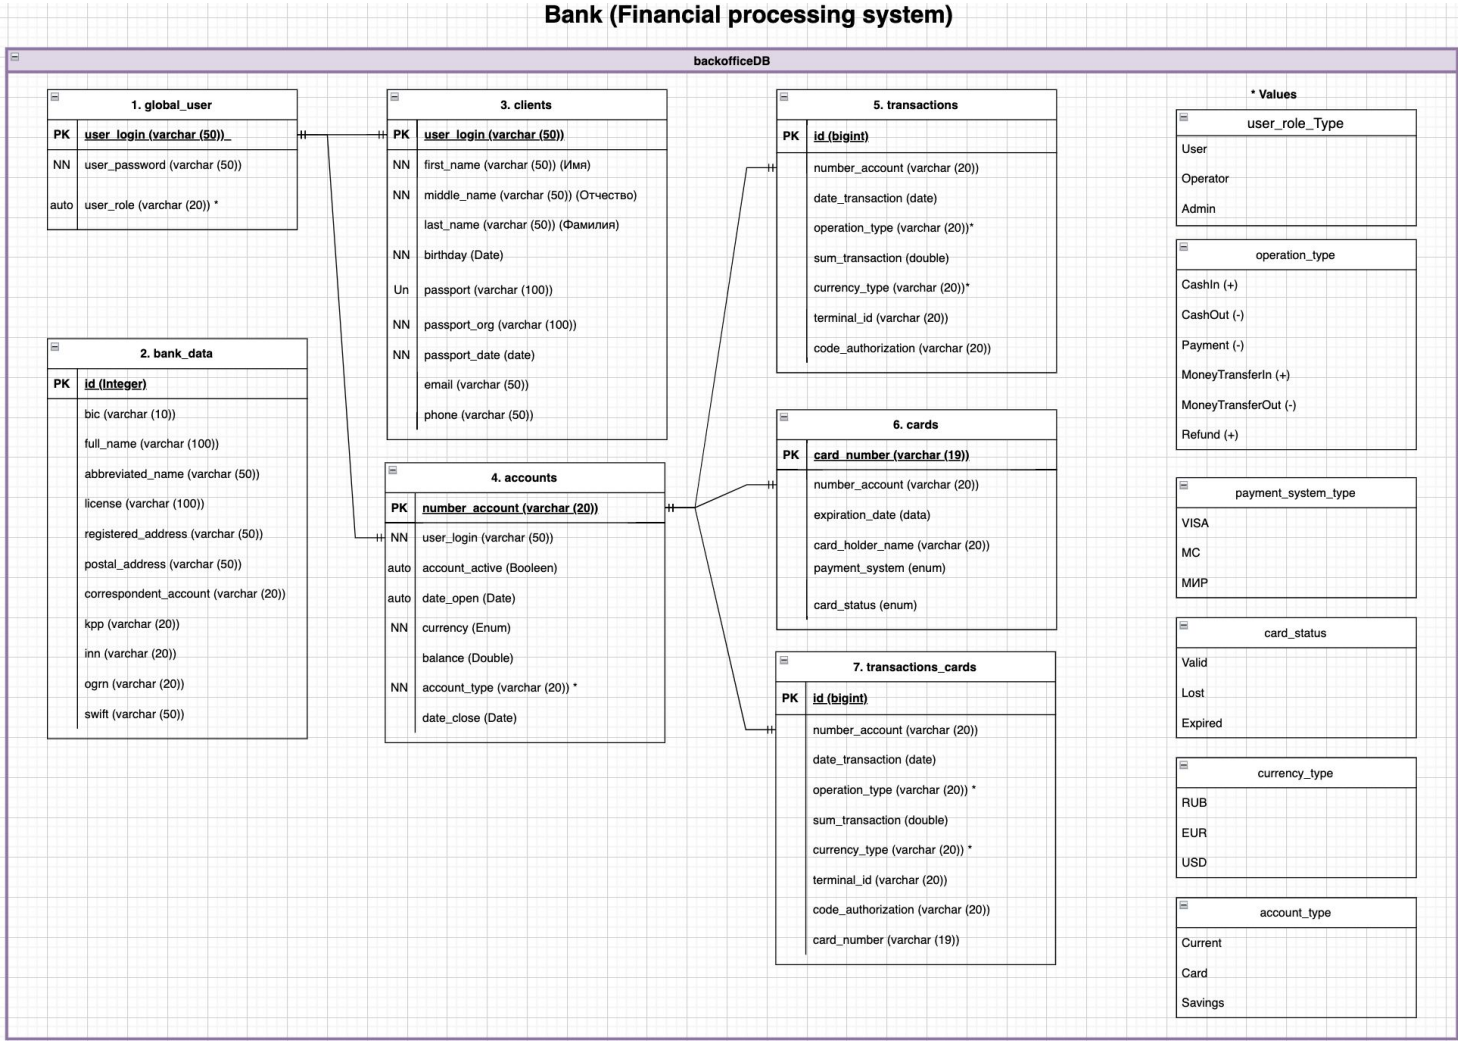 Bank (Financial processing system)
backofficeDB
1. global_user
PK user_login (varchar (50))_
NN user_password (varchar (50))
auto user_role (varchar (20)) *
2. bank_data
PK id (Integer)
bic (varchar (10))
full_name (varchar (100))
abbreviated_name (varchar (50))
license (varchar (100))
registered_address (varchar (50))
postal_address (varchar (50))
correspondent_account (varchar (20))
kpp (varchar (20))
inn (varchar (20))
ogrn (varchar (20))
swift (varchar (50))
3. clients
PK user_login (varchar (50))
NN first_name (varchar (50)) (Имя)
NN middle_name (varchar (50)) (Отчество)
last_name (varchar (50)) (Фамилия)
NN birthday (Date)
Un passport (varchar (100))
NN passport_org (varchar (100))
NN passport_date (date)
email (varchar (50))
phone (varchar (50))
4. accounts
PK number_account (varchar (20))
NN user_login (varchar (50))
auto account_active (Booleen)
auto date_open (Date)
NN currency (Enum)
balance (Double)
NN account_type (varchar (20)) *
date_close (Date)
5. transactions
PK id (bigint)
number_account (varchar (20))
date_transaction (date)
operation_type (varchar (20))*
sum_transaction (double)
currency_type (varchar (20))*
terminal_id (varchar (20))
code_authorization (varchar (20))
6. cards
PK card_number (varchar (19))
number_account (varchar (20))
expiration_date (data)
card_holder_name (varchar (20))
payment_system (enum)
card_status (enum)
7. transactions_cards
PK id (bigint)
number_account (varchar (20))
date_transaction (date)
operation_type (varchar (20)) *
sum_transaction (double)
currency_type (varchar (20)) *
terminal_id (varchar (20))
code_authorization (varchar (20))
card_number (varchar (19))
* Values
user_role_Type
User
Operator
Admin
operation_type
CashIn (+)
CashOut (-)
Payment (-)
MoneyTransferIn (+)
MoneyTransferOut (-)
Refund (+)
payment_system_type
VISA
MC
МИР
card_status
Valid
Lost
Expired
currency_type
RUB
EUR
USD
account_type
Current
Card
Savings